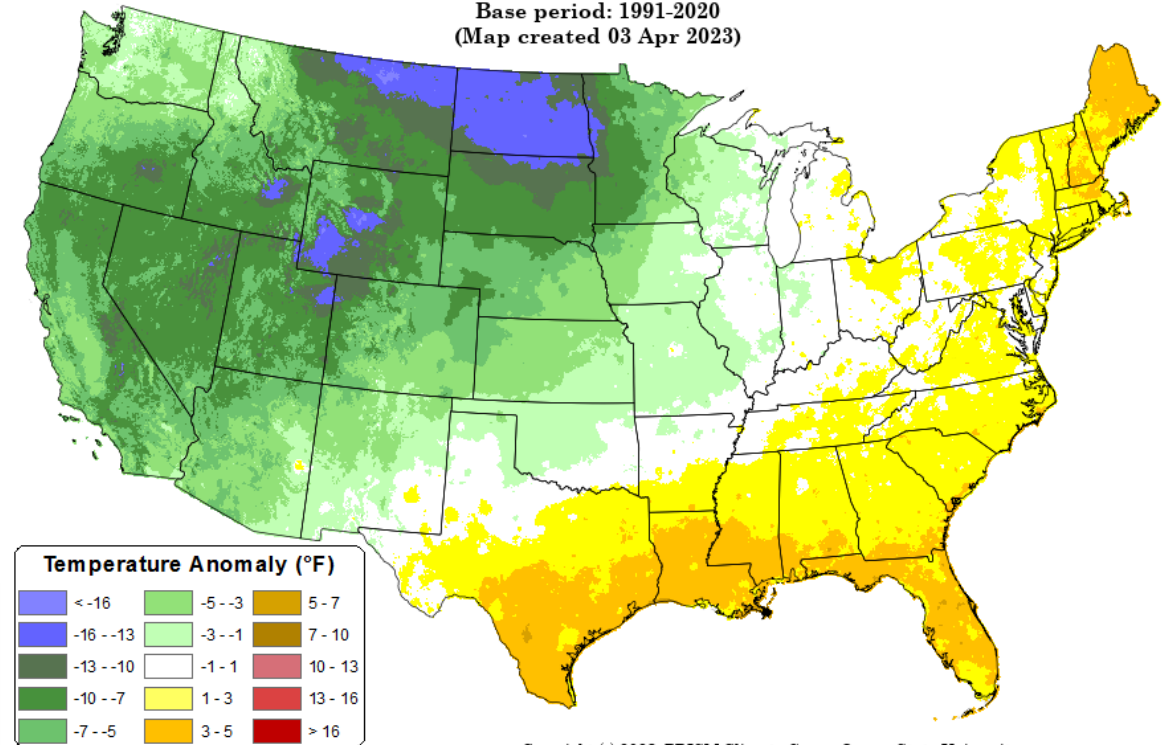 Base period: 1991-2020
(Map created 03 Apr 2023)
Temperature Anomaly (°F)
< -16
-16 - -13
-13 - -10
-10 - -7
-7 - -5
-5 - -3
-3 - -1
-1 - 1
1 - 3
3 - 5
5 - 7
7 - 10
10 - 13
13 - 16
> 16